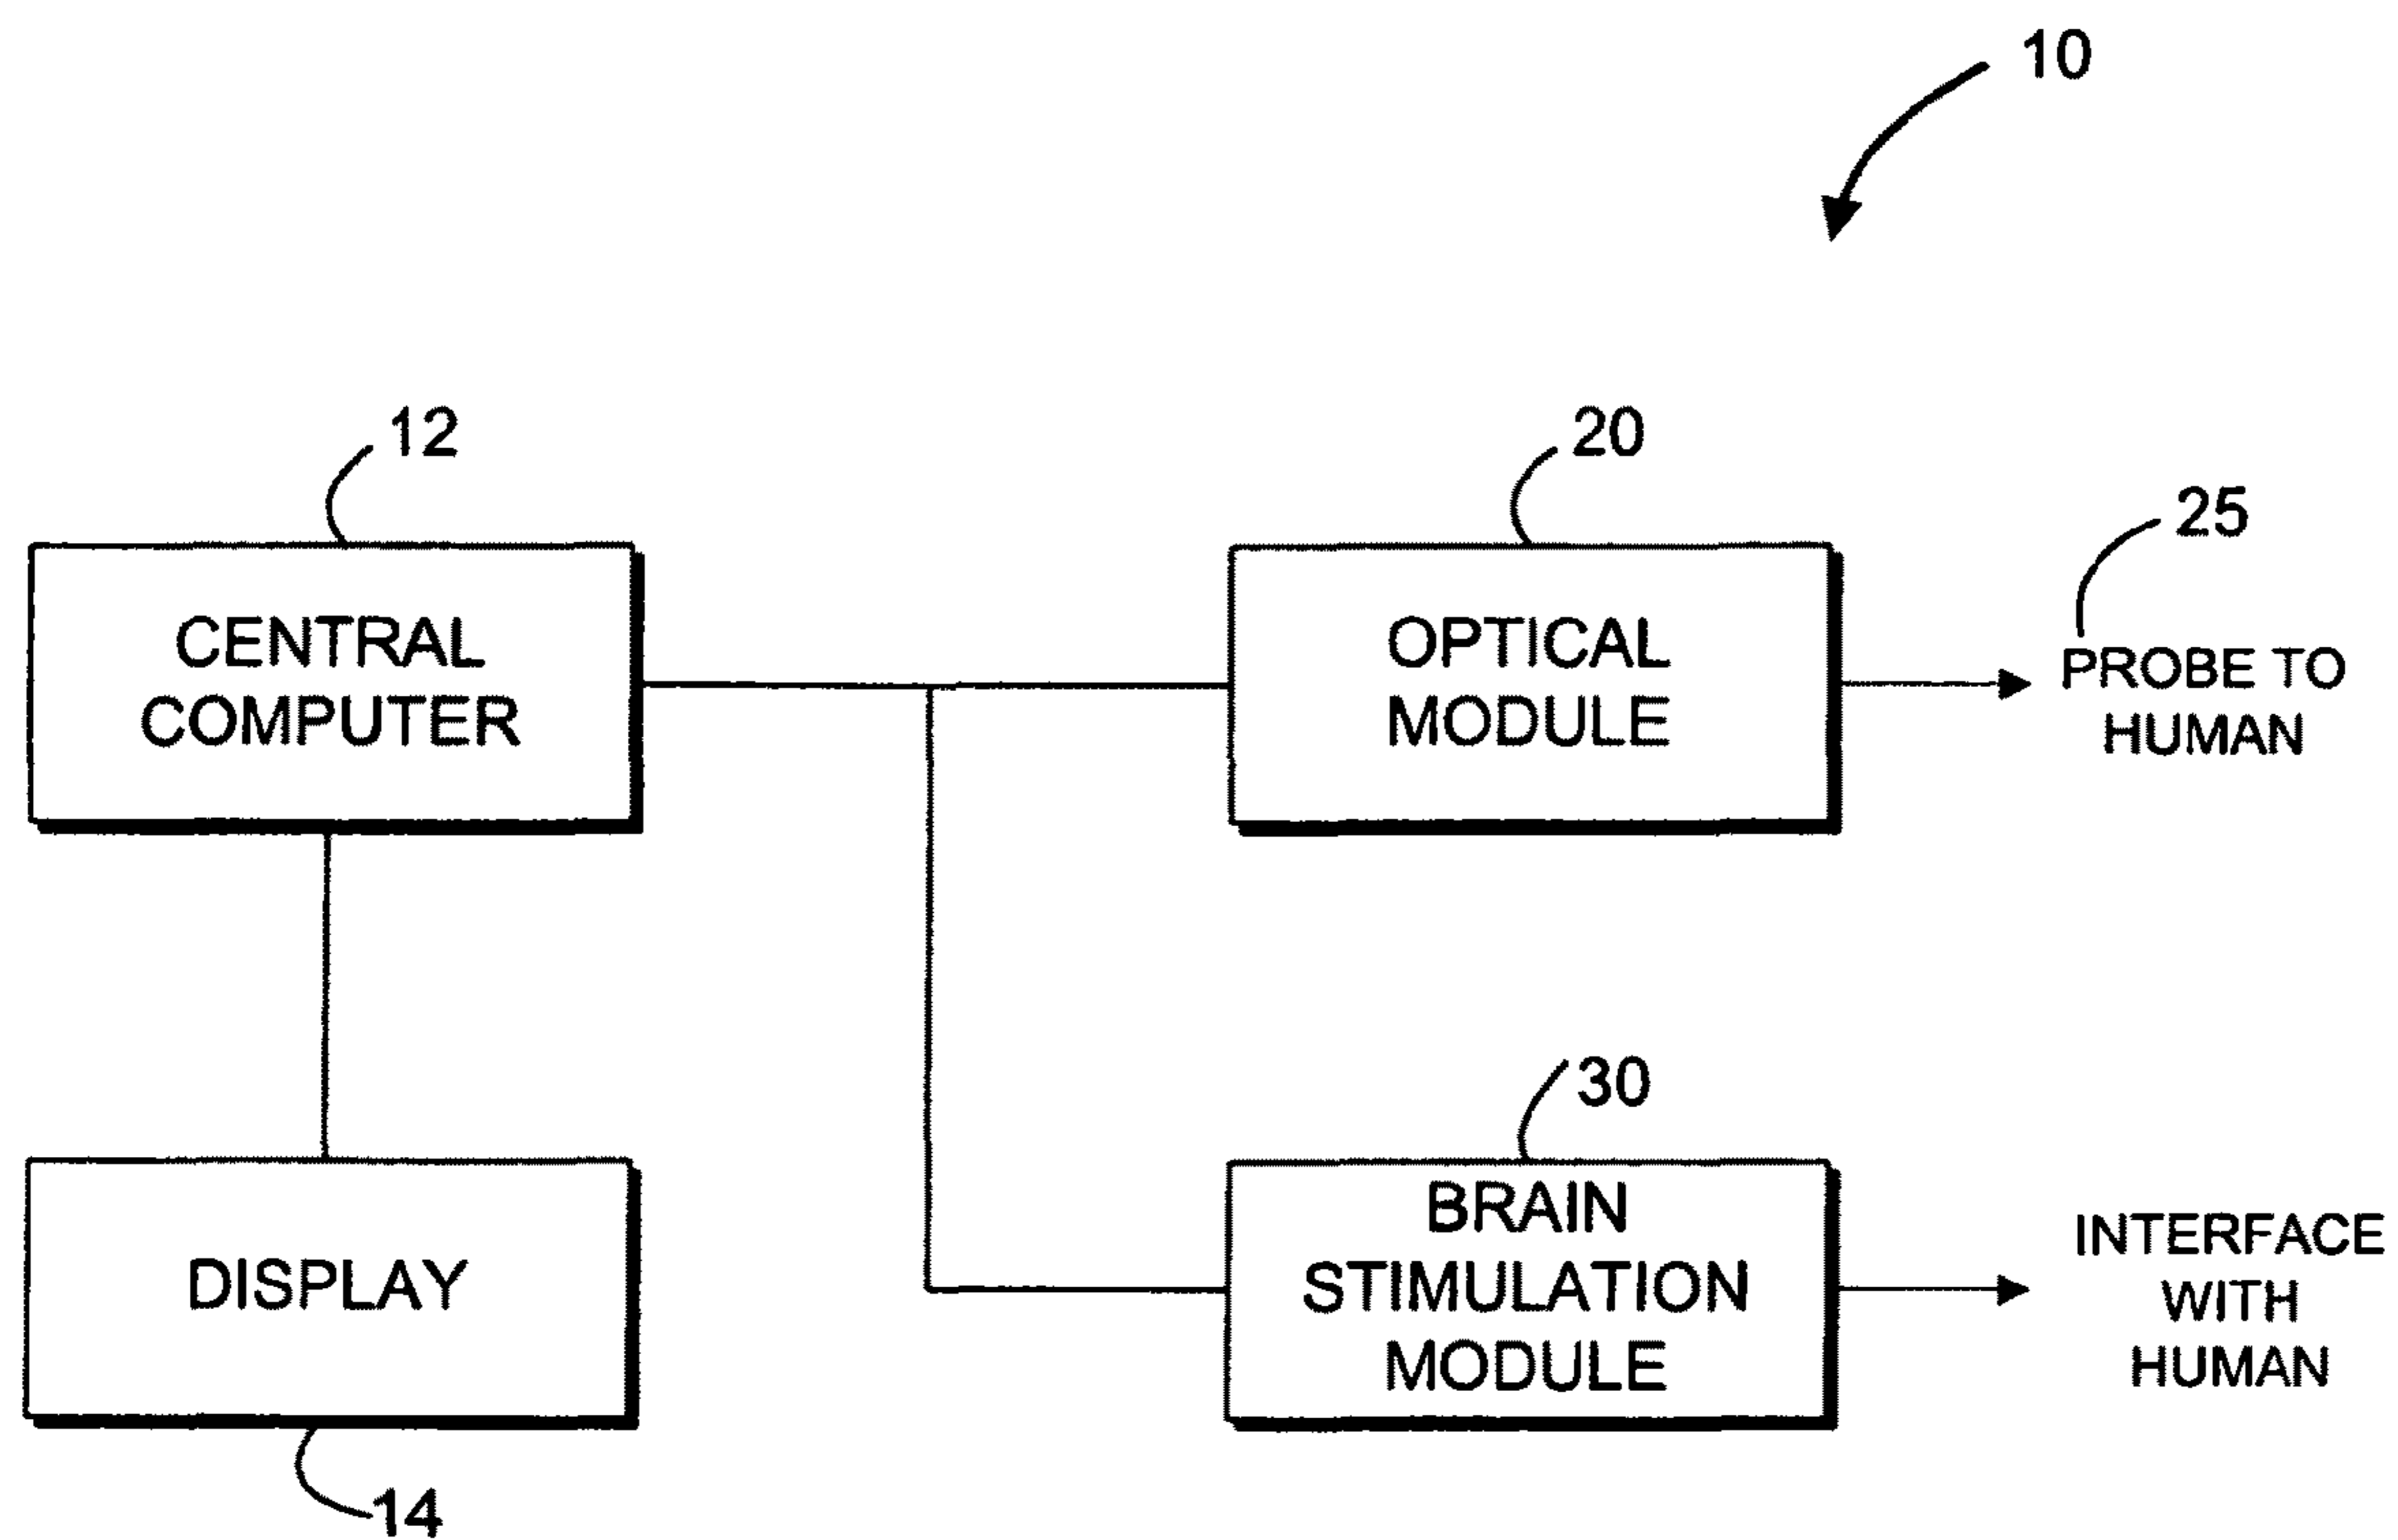 10
12
20
25
CENTRAL
COMPUTER
OPTICAL
MODULE
PROBE TO
HUMAN
30
DISPLAY
BRAIN
STIMULATION
MODULE
INTERFACE
WITH
HUMAN
14